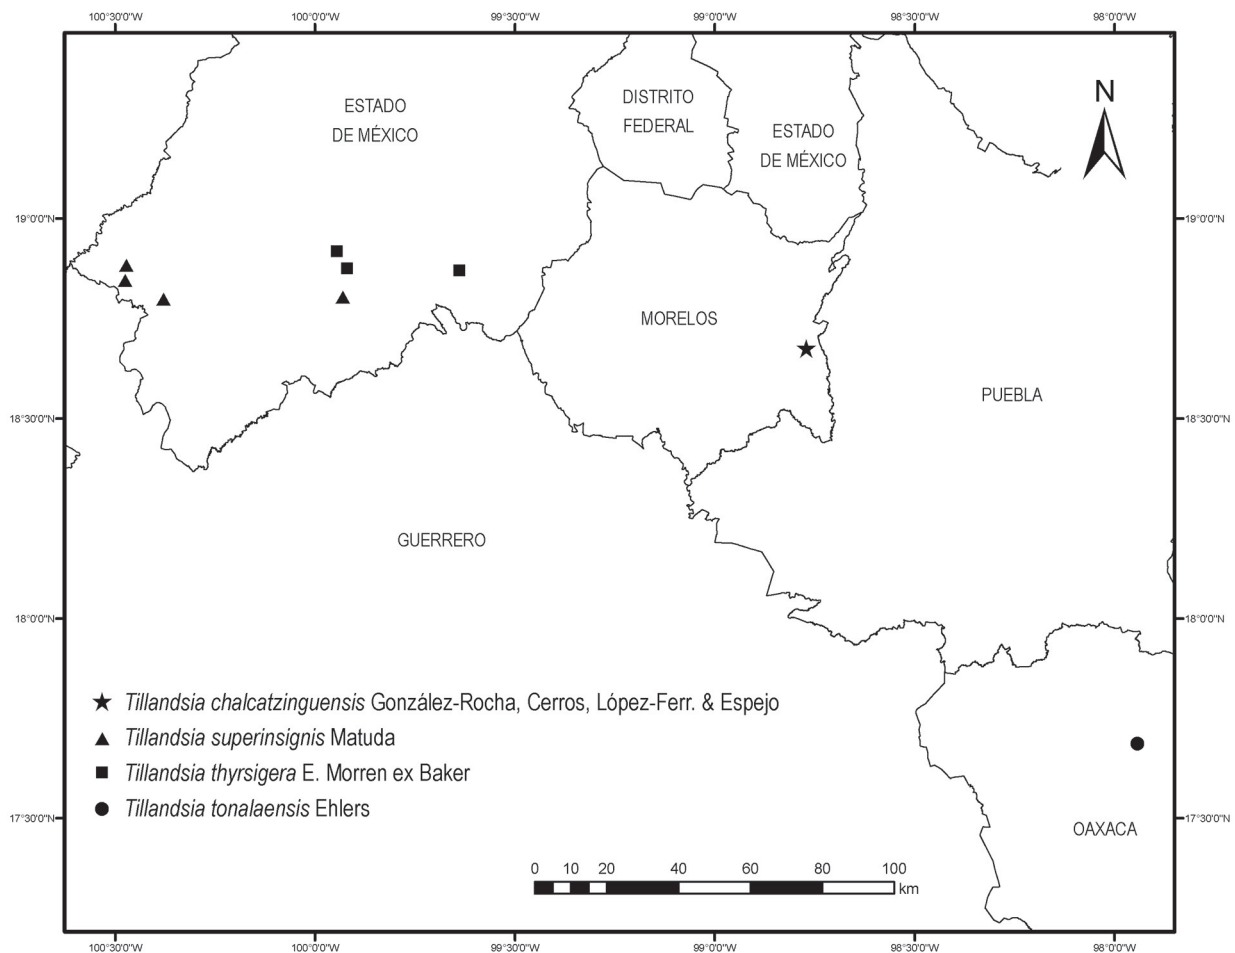 100°30'0"W 100°0'0"W 99°30'0"W 99°0'0"W 98°30'0"W 98°0'0"W
ESTADO
DE MÉXICO
DISTRITO
FEDERAL
ESTADO
DE MÉXICO
N
19°0'0"N 19°0'0"N
MORELOS
PUEBLA
18°30'0"N 18°30'0"N
GUERRERO
18°0'0"N 18°0'0"N
Tillandsia chalcatzinguensis González-Rocha, Cerros, López-Ferr. & Espejo
Tillandsia superinsignis Matuda
Tillandsia thyrsigera E. Morren ex Baker
Tillandsia tonalaensis Ehlers
17°30'0"N 17°30'0"N
OAXACA
0 10 20 40 60 80 100
km
100°30'0"W 100°0'0"W 99°30'0"W 99°0'0"W 98°30'0"W 98°0'0"W